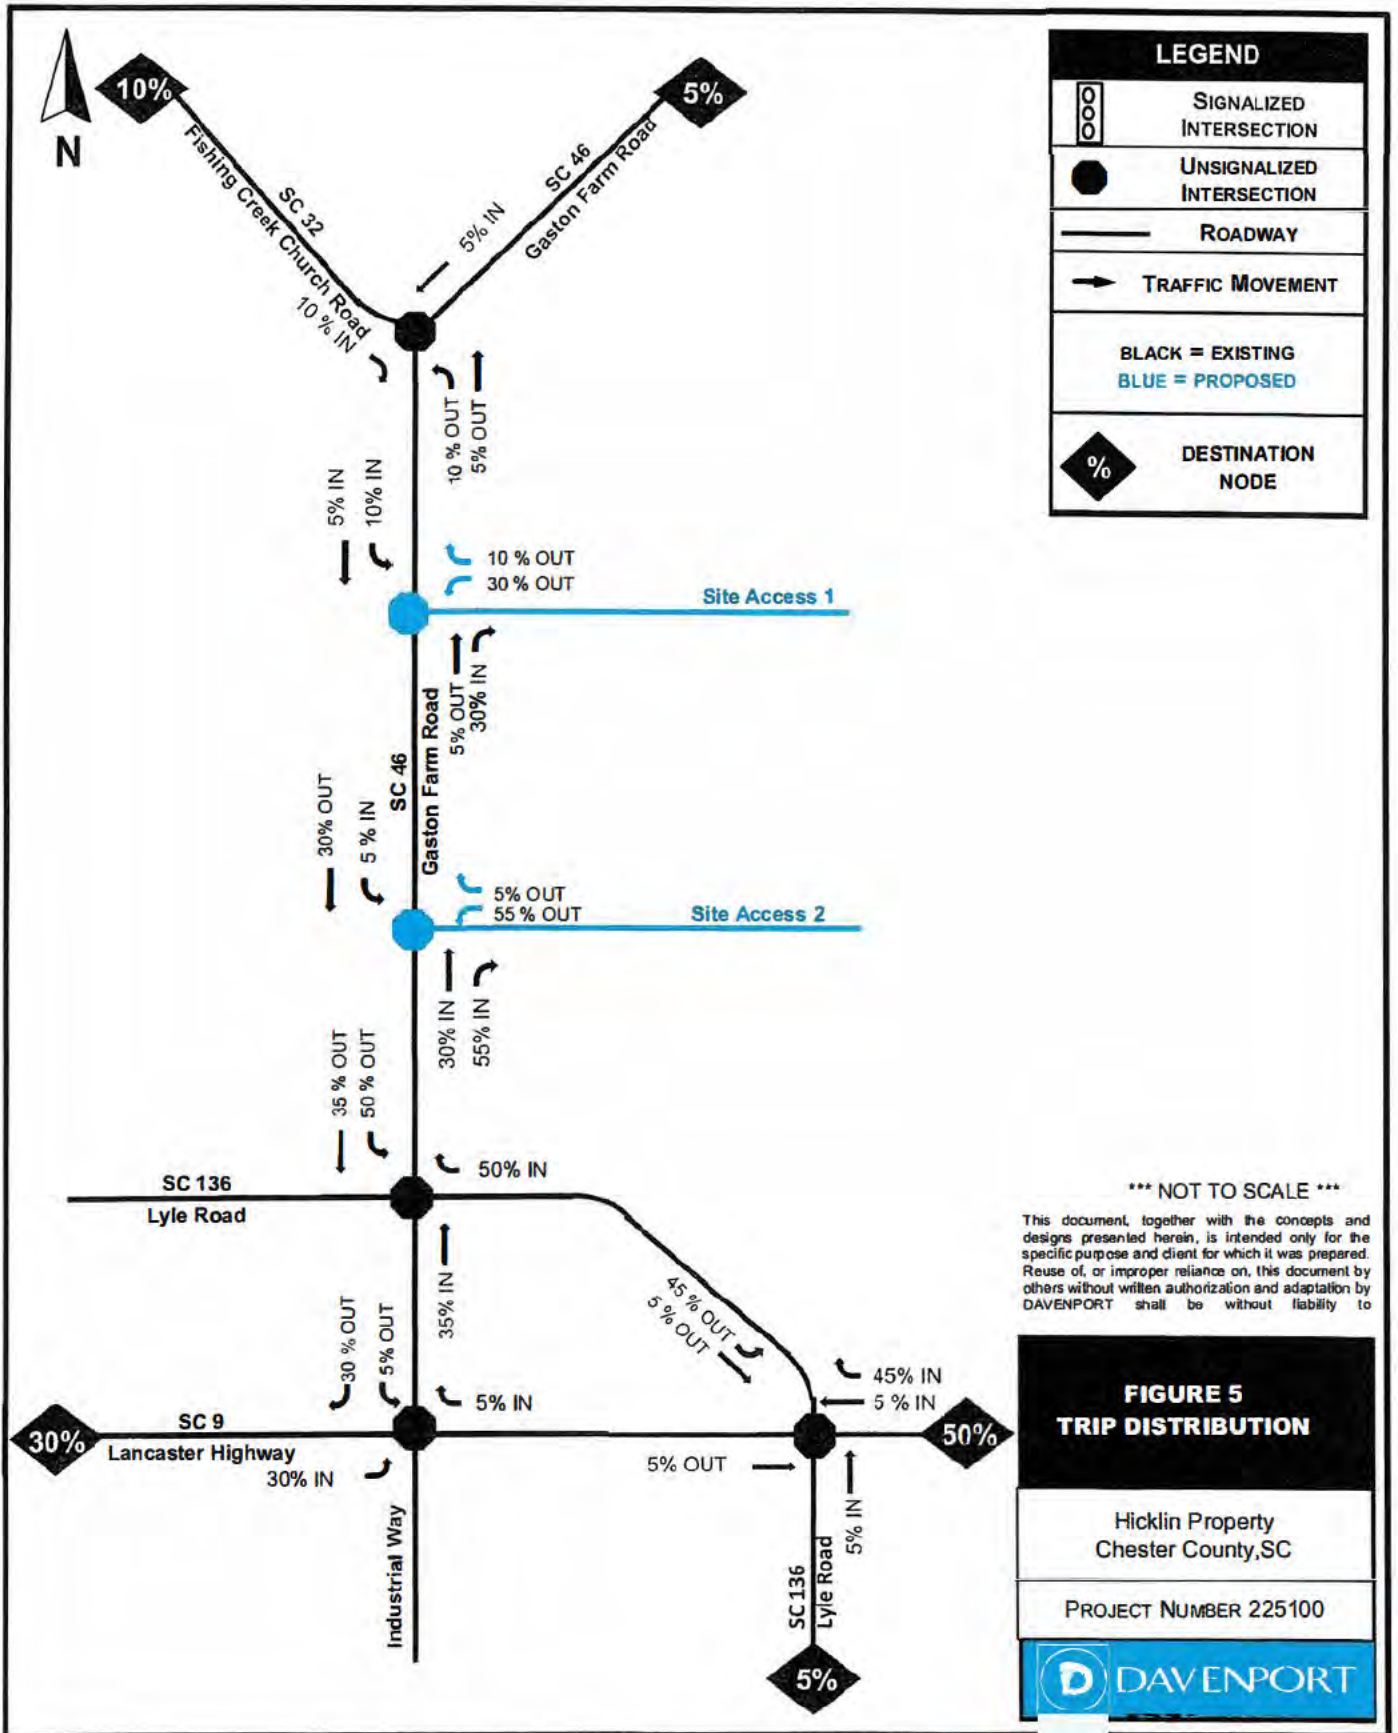 N
10%
5%
Fishing Creek Church Road
SC 32
SC 46
Gaston Farm Road
5% IN
10 % IN
10 % OUT
5% OUT
5% IN
10% IN
10 % OUT
30 % OUT
Site Access 1
5% OUT
30% IN
SC 46
Gaston Farm Road
30% OUT
5 % IN
5% OUT
55 % OUT
Site Access 2
30% IN
55% IN
35 % OUT
50 % OUT
50% IN
SC 136
Lyle Road
35% IN
45 % OUT
5 % OUT
30 % OUT
5% OUT
5% IN
45% IN
5 % IN
30%
SC 9
Lancaster Highway
30% IN
5% OUT
50%
5% IN
Industrial Way
SC 136
Lyle Road
5%
LEGEND
SIGNALIZED
INTERSECTION
UNSIGNALIZED
INTERSECTION
ROADWAY
TRAFFIC MOVEMENT
BLACK = EXISTING
BLUE = PROPOSED
%
DESTINATION
NODE
*** NOT TO SCALE ***
This document, together with the concepts and
designs presented herein, is intended only for the
specific purpose and client for which it was prepared.
Reuse of, or improper reliance on, this document by
others without written authorization and adaptation by
DAVENPORT shall be without liability to
FIGURE 5
TRIP DISTRIBUTION
Hicklin Property
Chester County,SC
PROJECT NUMBER 225100
D DAVENPORT